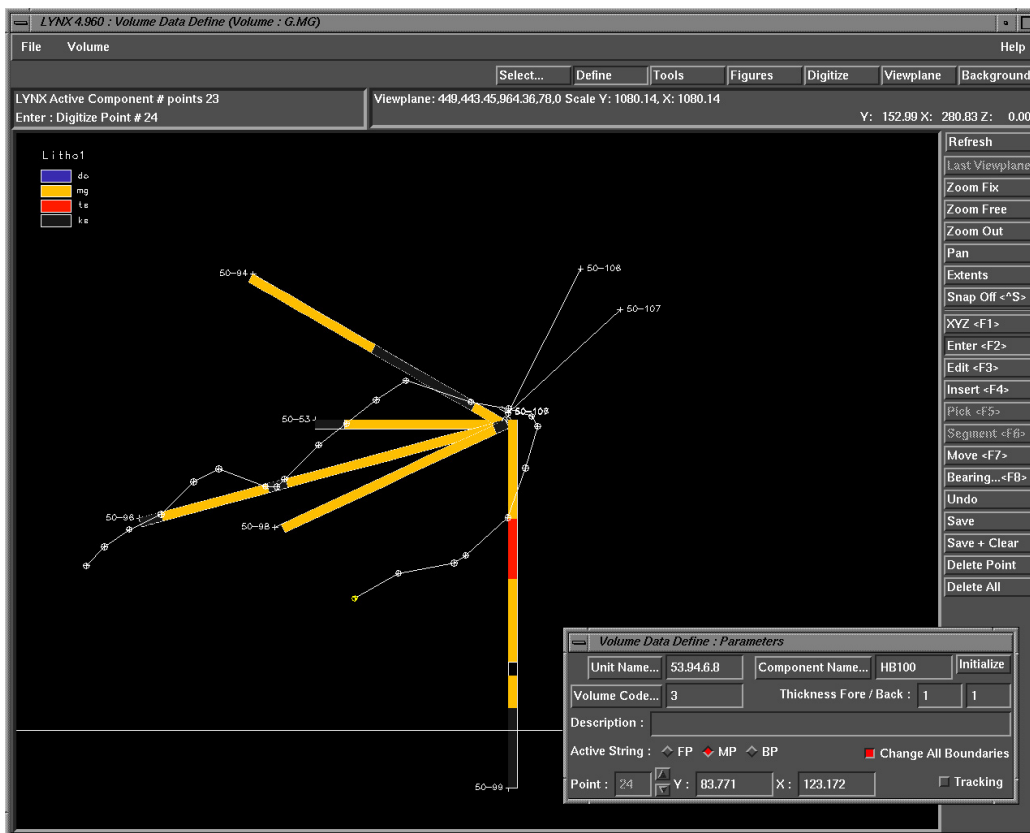 LYNX 4.960 : Volume Data Define (Volume : G.MG)
File Volume Help
Select... Define Tools Figures Digitize Viewplane Background
LYNX Active Component # points 23
Enter : Digitize Point # 24
Viewplane: 449,443.45,964.36,78,0 Scale Y: 1080.14, X: 1080.14
Y: 152.99 X: 280.83 Z: 0.00
Litho1
do
mg
ts
ks
50-94
50-106
50-107
50-53
50-96
50-98
50-99
Refresh
Last Viewplane
Zoom Fix
Zoom Free
Zoom Out
Pan
Extents
Snap Off <^S>
XYZ <F1>
Enter <F2>
Edit <F3>
Insert <F4>
Pick <F5>
Segment <F6>
Move <F7>
Bearing...<F8>
Undo
Save
Save + Clear
Delete Point
Delete All
Volume Data Define : Parameters
Unit Name... 53.94.6.8 Component Name... HB100 Initialize
Volume Code... 3 Thickness Fore / Back : 1 1
Description :
Active String : FP MP BP Change All Boundaries
Point : 24 Y : 83.771 X : 123.172 Tracking